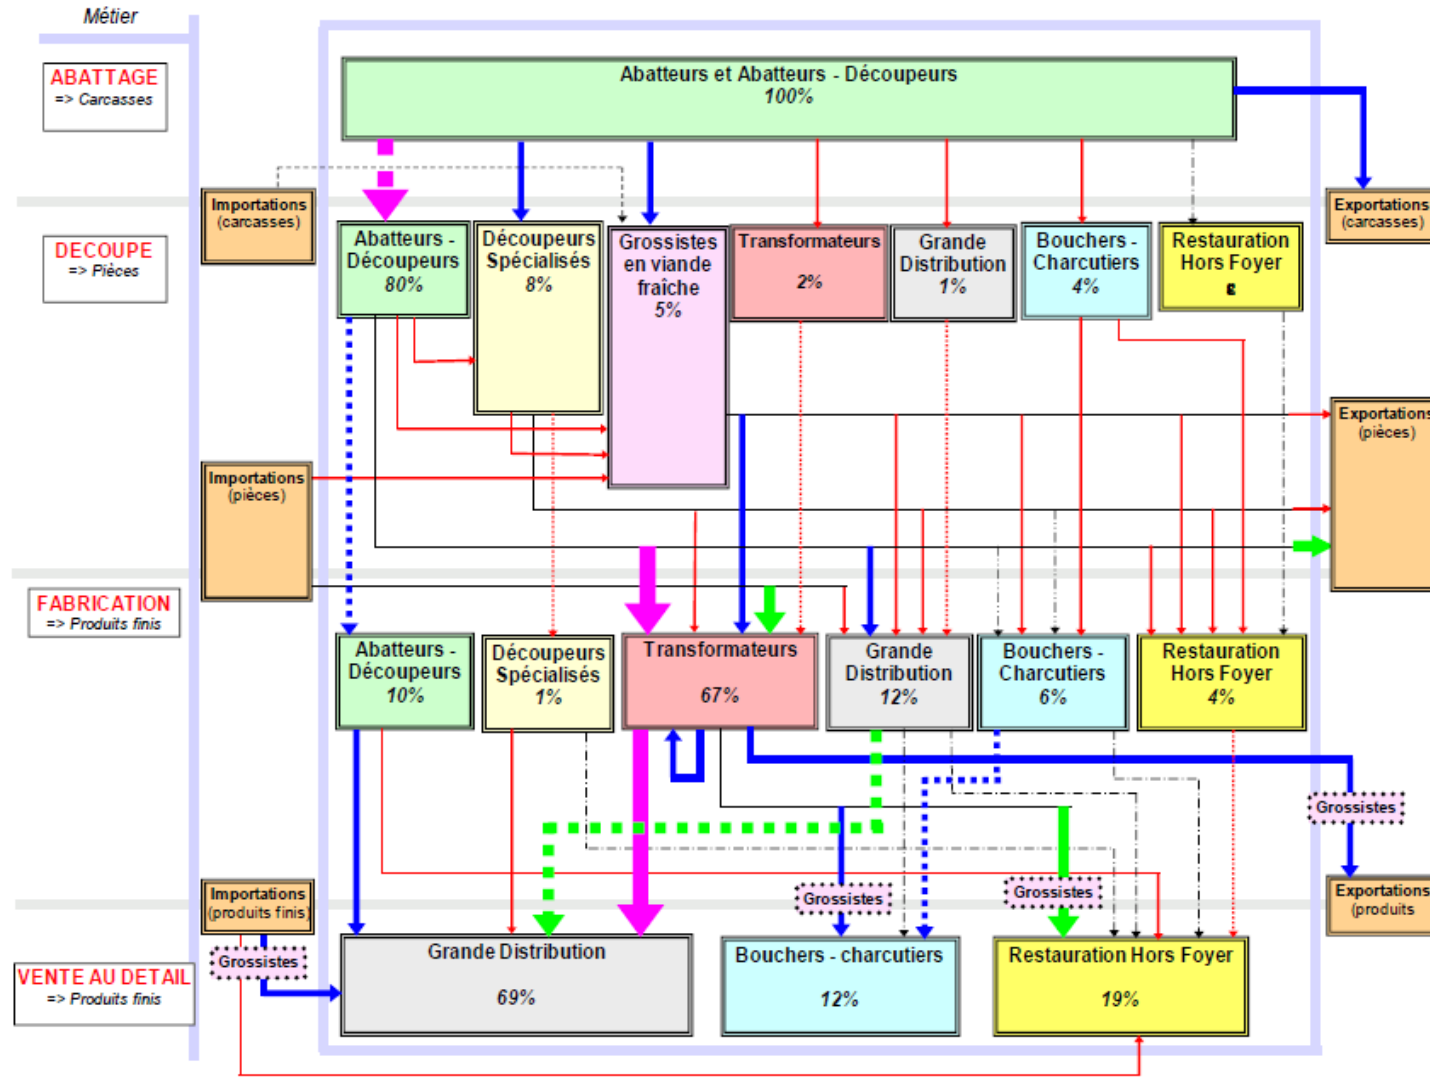 Métier
ABATTAGE
=> Carcasses
Abatteurs et Abatteurs - Découpeurs
100%
Importations
(carcasses)
Exportations
(carcasses)
DECOUPE
=> Pièces
Abatteurs -
Découpeurs
80%
Découpeurs
Spécialisés
8%
Grossistes
en viande
fraîche
5%
Transformateurs
2%
Grande
Distribution
1%
Bouchers -
Charcutiers
4%
Restauration
Hors Foyer
Exportations
(pièces)
Importations
(pièces)
FABRICATION
=> Produits finis
Abatteurs -
Découpeurs
10%
Découpeurs
Spécialisés
1%
Transformateurs
67%
Grande
Distribution
12%
Bouchers -
Charcutiers
6%
Restauration
Hors Foyer
4%
Grossistes
Importations
(produits finis)
Grossistes
Grossistes
Exportations
(produits
Grossistes
VENTE AU DETAIL
=> Produits finis
Grande Distribution
69%
Bouchers - charcutiers
12%
Restauration Hors Foyer
19%